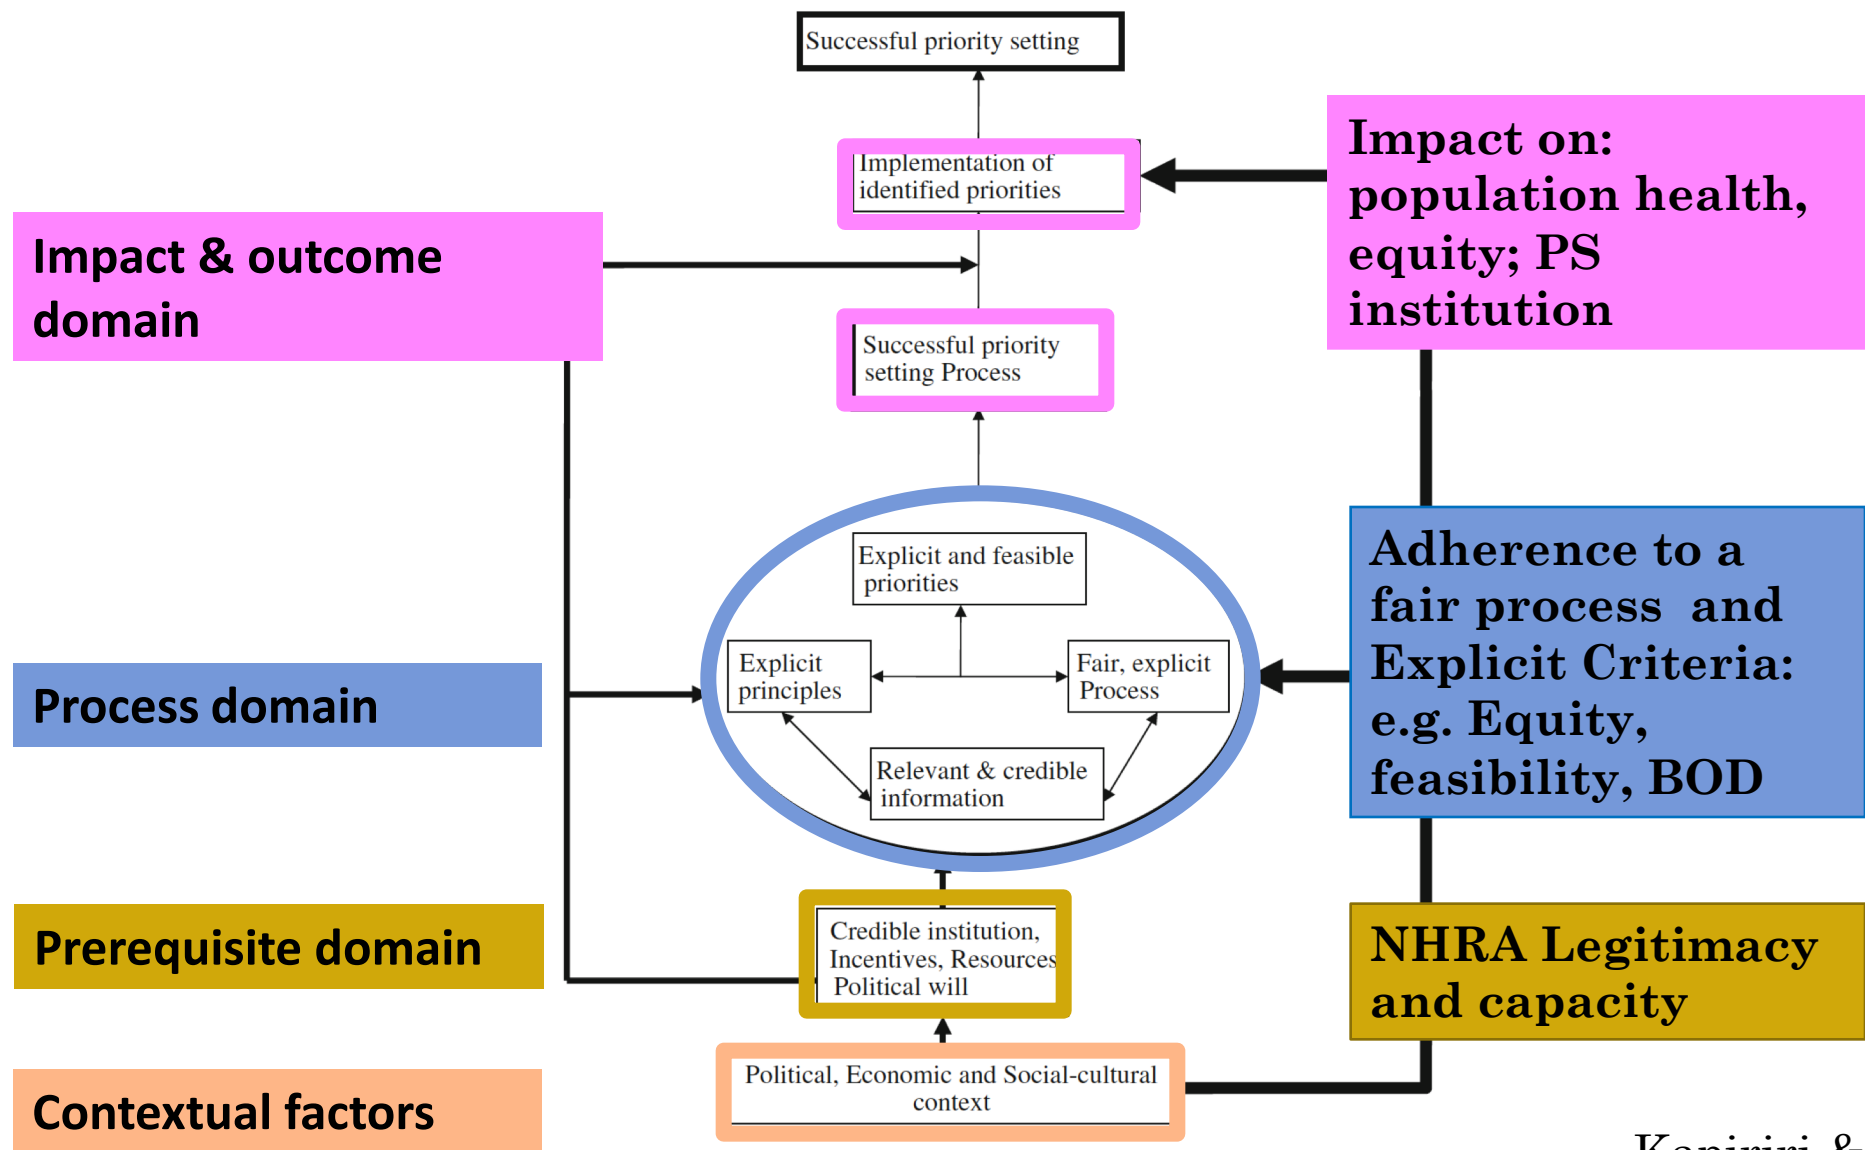 Successful priority setting
Implementation of
identified priorities
Impact on:
population health,
equity; PS
institution
Impact & outcome
domain
Successful priority
setting Process
Explicit and feasible
priorities
Explicit
principles
Fair, explicit
Process
Relevant & credible
information
Adherence to a
fair process and
Explicit Criteria:
e.g. Equity,
feasibility, BOD
Process domain
Prerequisite domain
Credible institution,
Incentives, Resources
Political will
NHRA Legitimacy
and capacity
Contextual factors
Political, Economic and Social-cultural
context
Kapiriri &